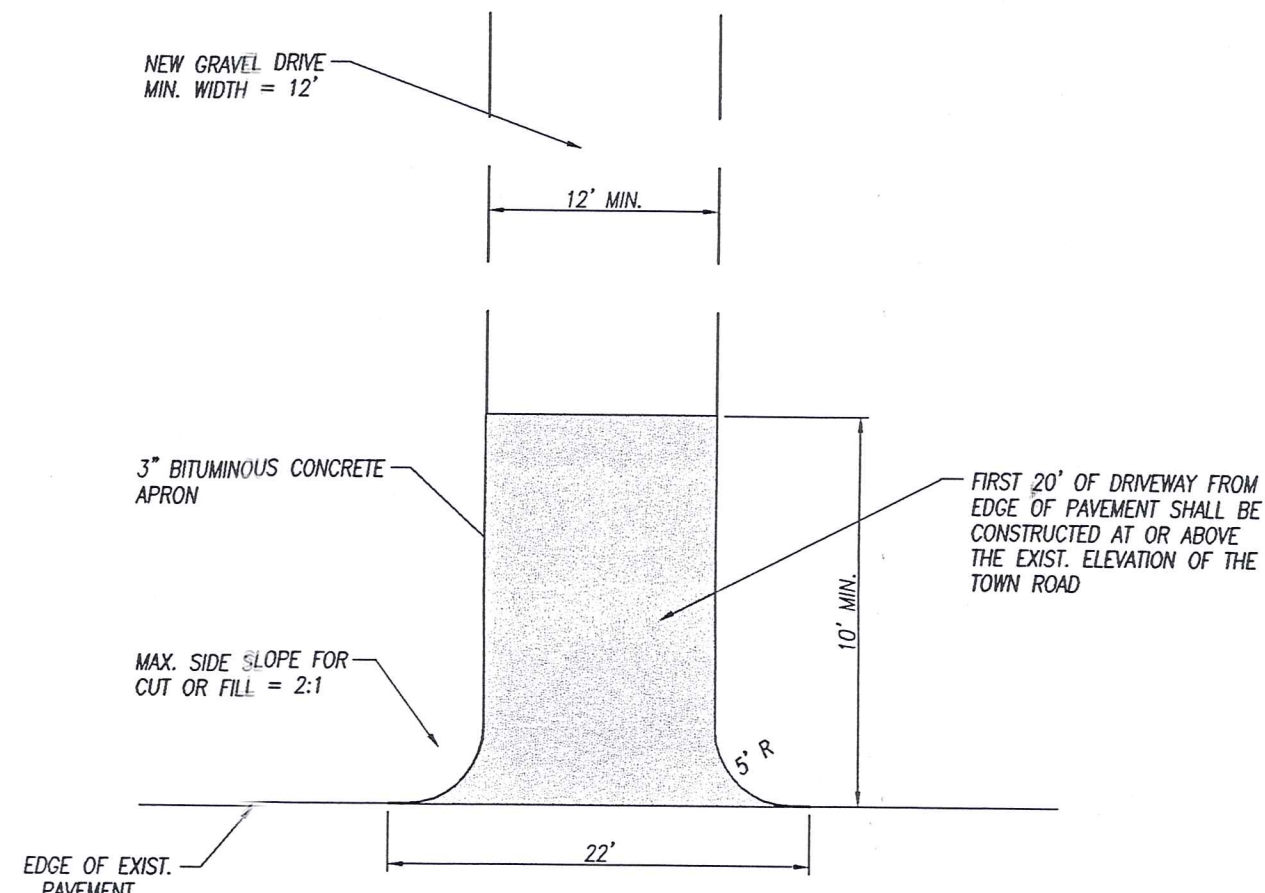 NEW GRAVEL DRIVE
MIN. WIDTH = 12'
12' MIN.
3" BITUMINOUS CONCRETE
APRON
FIRST 20' OF DRIVEWAY FROM
EDGE OF PAVEMENT SHALL BE
CONSTRUCTED AT OR ABOVE
THE EXIST. ELEVATION OF THE
TOWN ROAD
10' MIN.
MAX. SIDE SLOPE FOR
CUT OR FILL = 2:1
5' R
22'
EDGE OF EXIST.
PAVEMENT